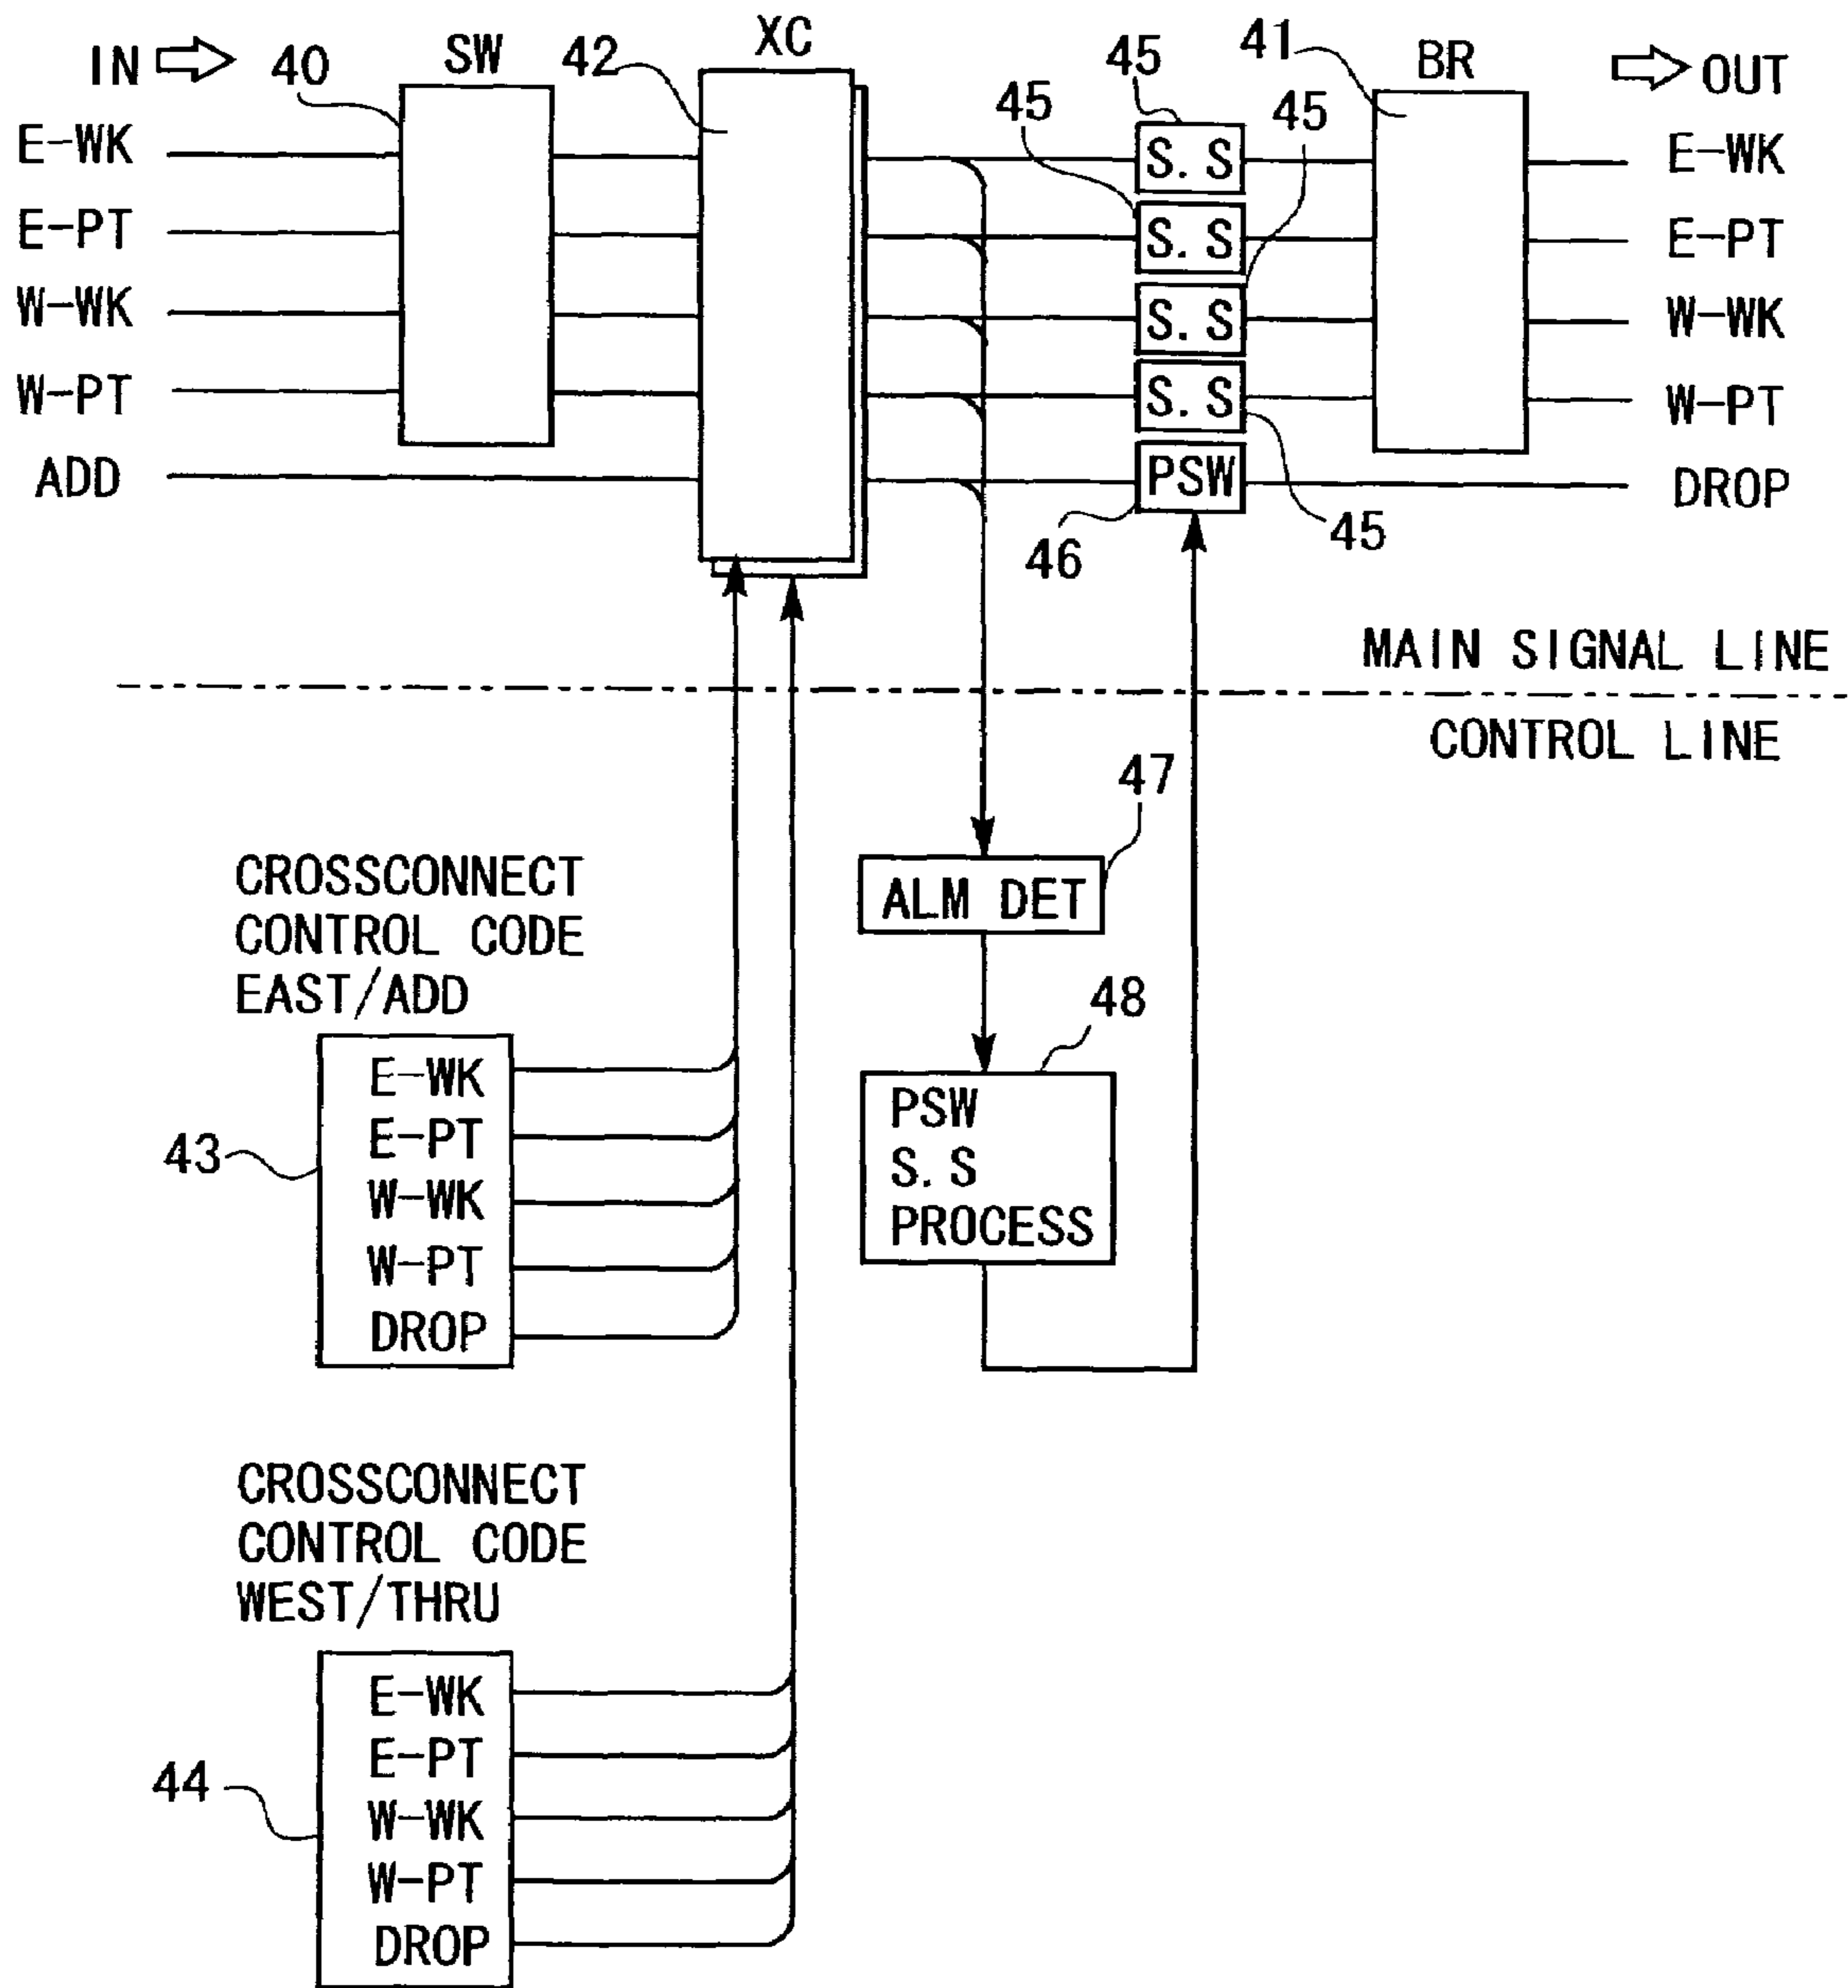 IN 40 SW 42 XC 45 41 BR OUT
45 45
E-WK S.S E-WK
E-PT S.S E-PT
W-WK S.S W-WK
W-PT S.S W-PT
ADD PSW DROP
46 45
MAIN SIGNAL LINE
CONTROL LINE
47
ALM DET
CROSSCONNECT
CONTROL CODE
EAST/ADD
48
43
E-WK
E-PT
W-WK
W-PT
DROP
PSW
S.S
PROCESS
CROSSCONNECT
CONTROL CODE
WEST/THRU
44
E-WK
E-PT
W-WK
W-PT
DROP